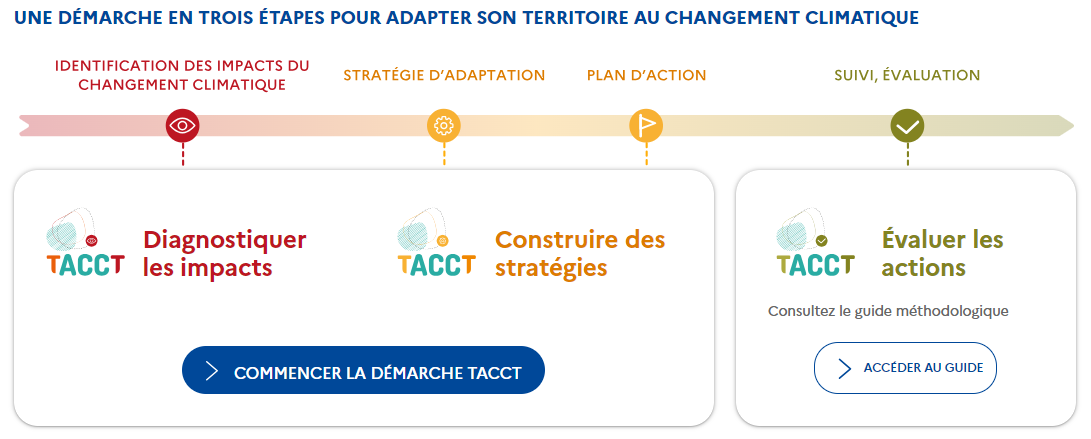 UNE DÉMARCHE EN TROIS ÉTAPES POUR ADAPTER SON TERRITOIRE AU CHANGEMENT CLIMATIQUE
IDENTIFICATION DES IMPACTS DU
CHANGEMENT CLIMATIQUE
STRATÉGIE D’ADAPTATION
PLAN D’ACTION
SUIVI, ÉVALUATION
TACCT
Diagnostiquer
les impacts
TACCT
Construire des
stratégies
COMMENCER LA DÉMARCHE TACCT
TACCT
Évaluer les
actions
Consultez le guide méthodologique
ACCÉDER AU GUIDE